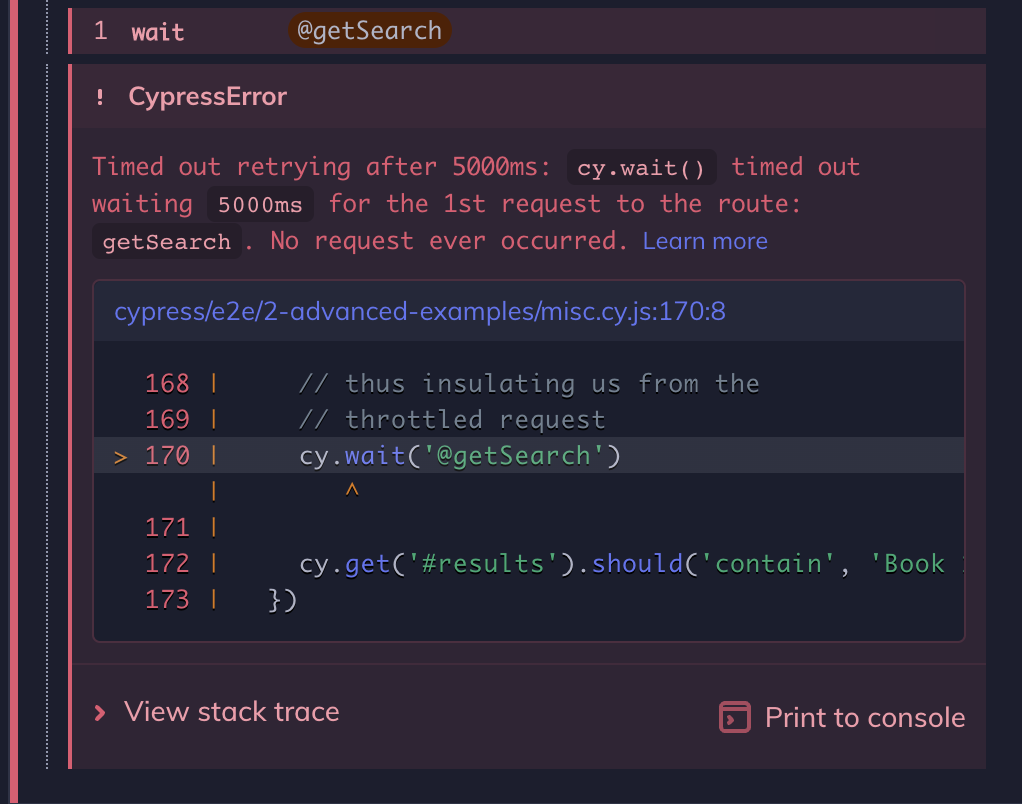 1 wait @getSearch
! CypressError
Timed out retrying after 5000ms: cy.wait() timed out
waiting 5000ms for the 1st request to the route:
getSearch. No request ever occurred. Learn more
cypress/e2e/2-advanced-examples/misc.cy.js:170:8
168 | // thus insulating us from the
169 | // throttled request
> 170 | cy.wait('@getSearch')
| ^
171 |
172 | cy.get('#results').should('contain', 'Book
173 | })
> View stack trace
Print to console